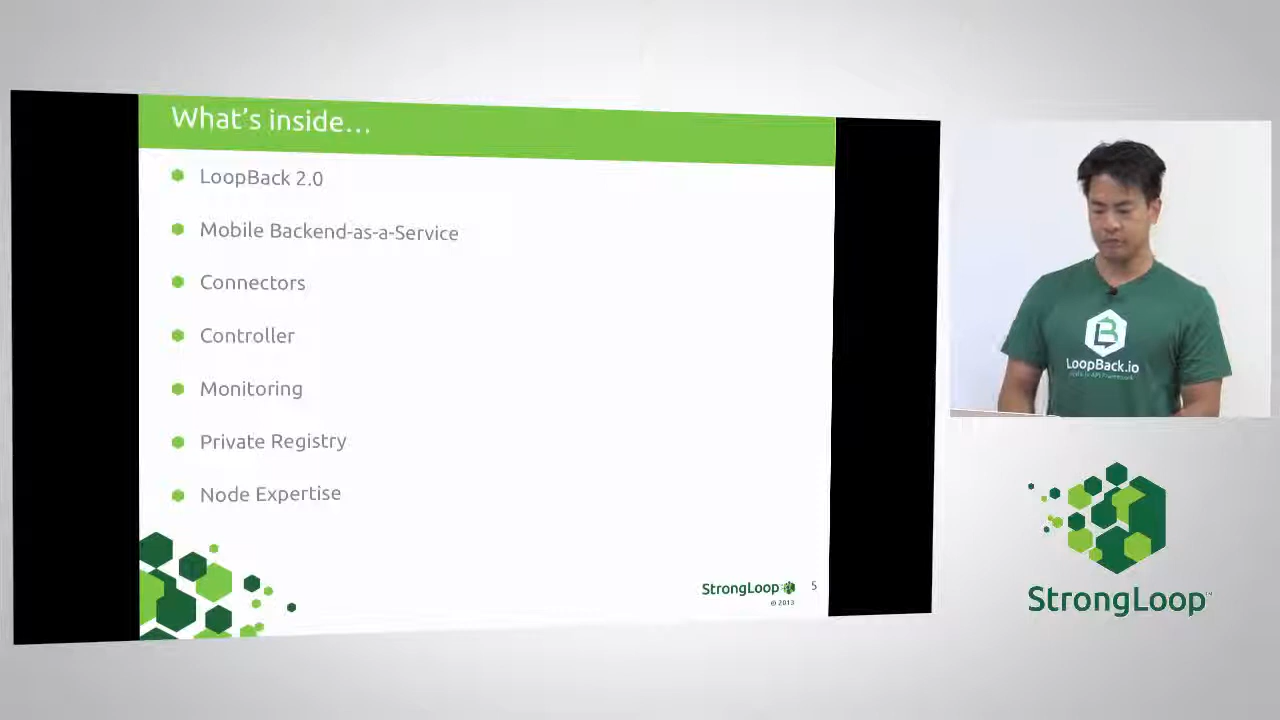 What's inside...
LoopBack 2.0
Mobile Backend-as-a-Service
Connectors
Controller
Monitoring
Private Registry
Node Expertise
StrongLoop
© 2013
5
LoopBack.io
StrongLoop™